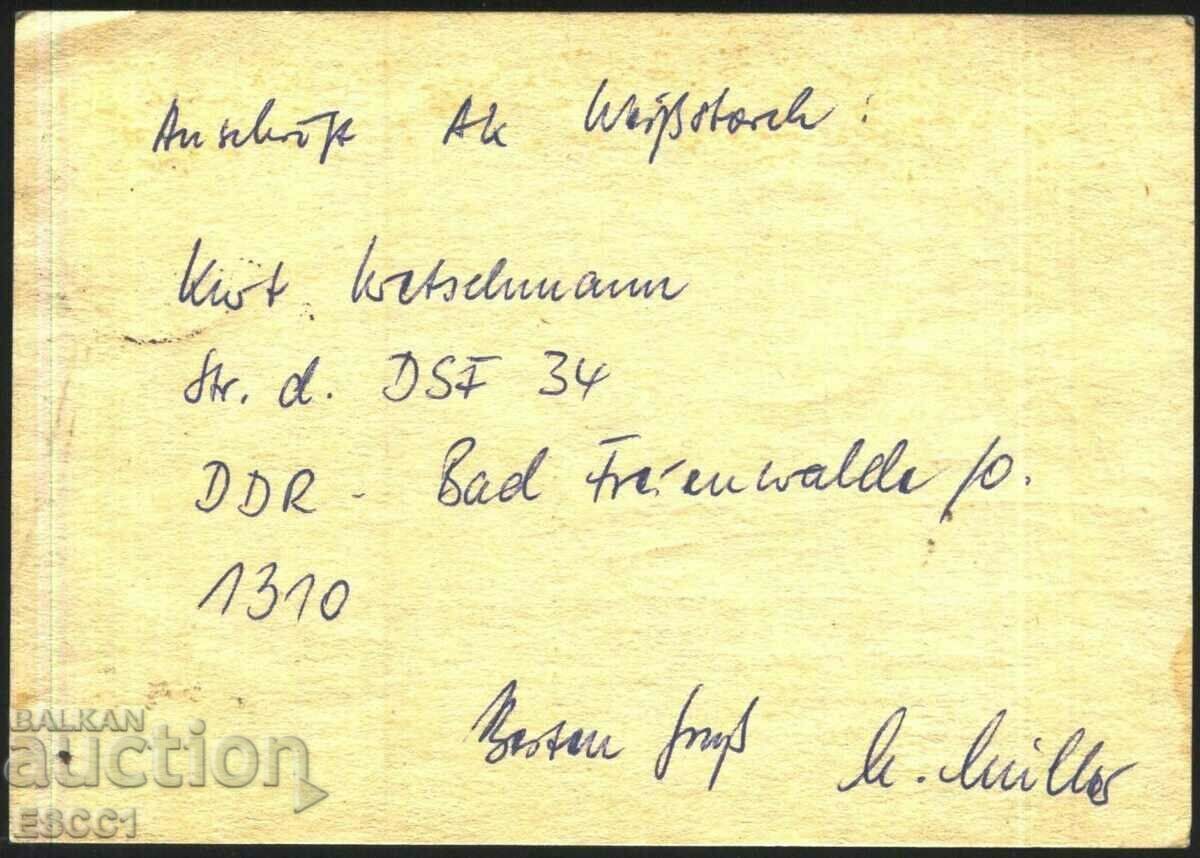 Anschrift AK Weißstorch:
Kurt Kretschmann
Str. d. DSF 34
DDR - Bad Freienwalde/O.
1310
Besten Gruß M. Müller
BALKAN
auction
ESCC1